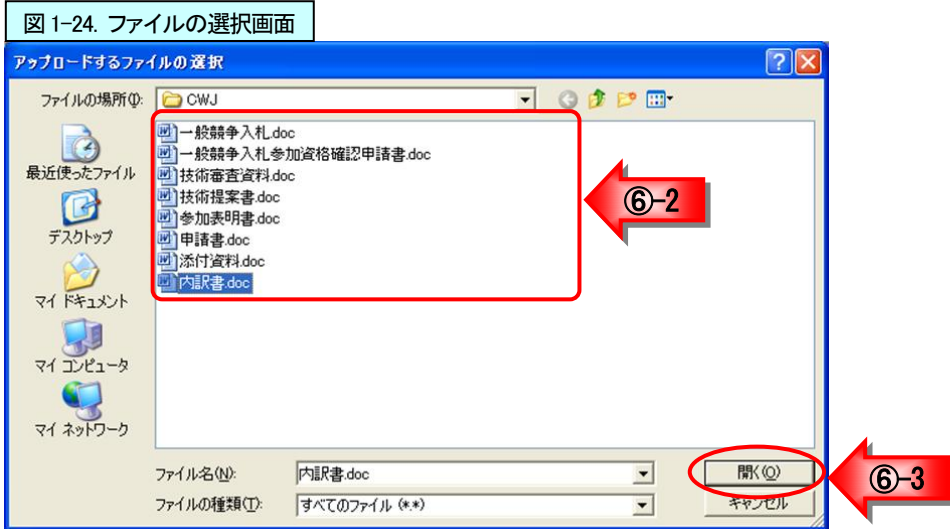 図 1-24. ファイルの選択画面
アップロードするファイルの選択
ファイルの場所(I):
CWJ
一般競争入札.doc
一般競争入札参加資格確認申請書.doc
技術審査資料.doc
技術提案書.doc
参加表明書.doc
申請書.doc
添付資料.doc
内訳書.doc
⑥-2
最近使ったファイル
デスクトップ
マイ ドキュメント
マイ コンピュータ
マイ ネットワーク
ファイル名(N):
内訳書.doc
開く(O)
⑥-3
ファイルの種類(T):
すべてのファイル (*.*)
キャンセル